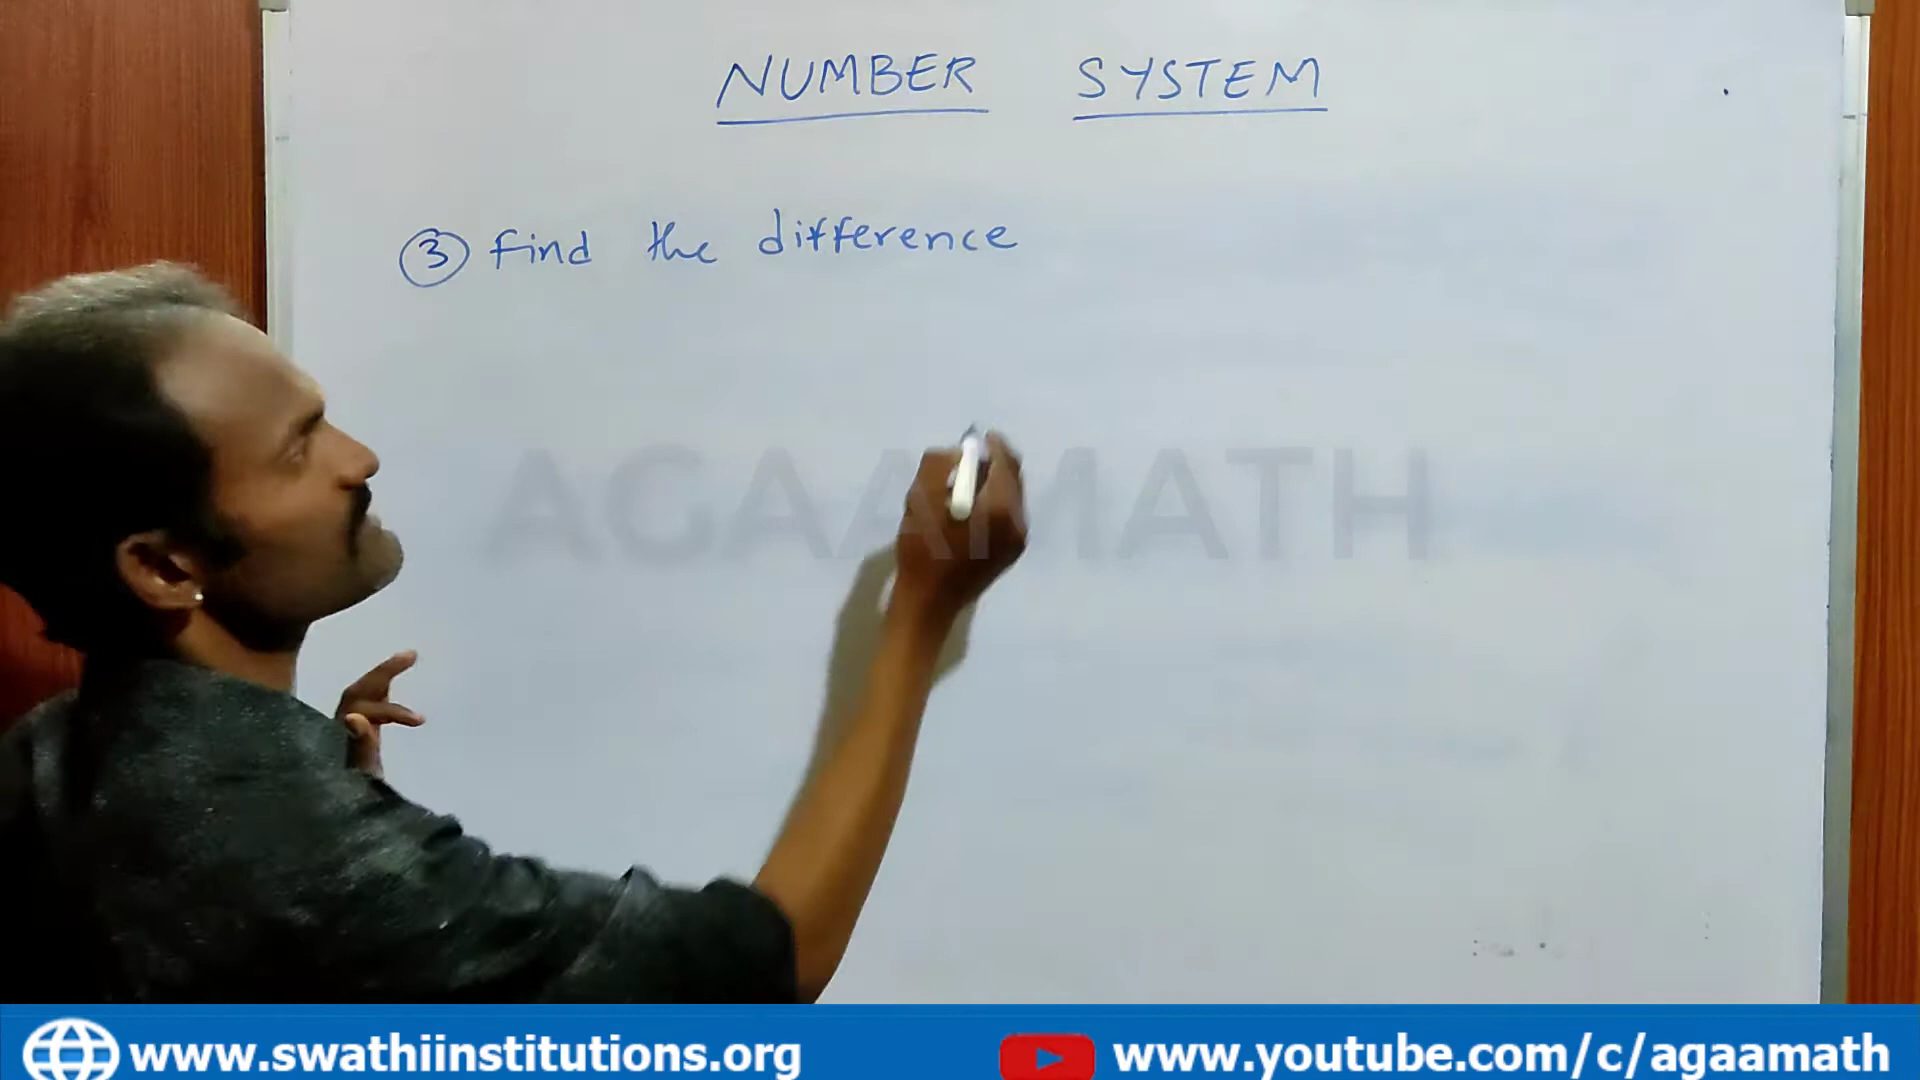 NUMBER SYSTEM
③ Find the difference
AGAAMATH
www.swathiinstitutions.org
www.youtube.com/c/agaamath